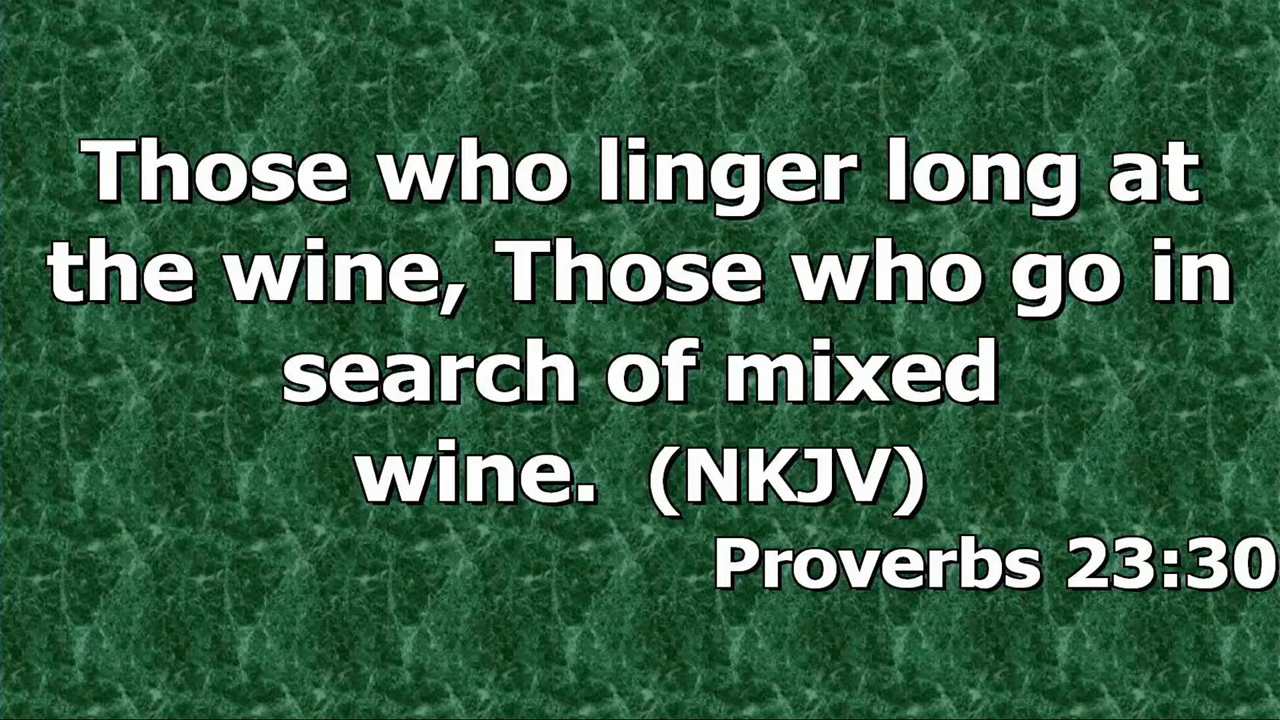 Those who linger long at
the wine, Those who go in
search of mixed
wine.  (NKJV)
Proverbs 23:30